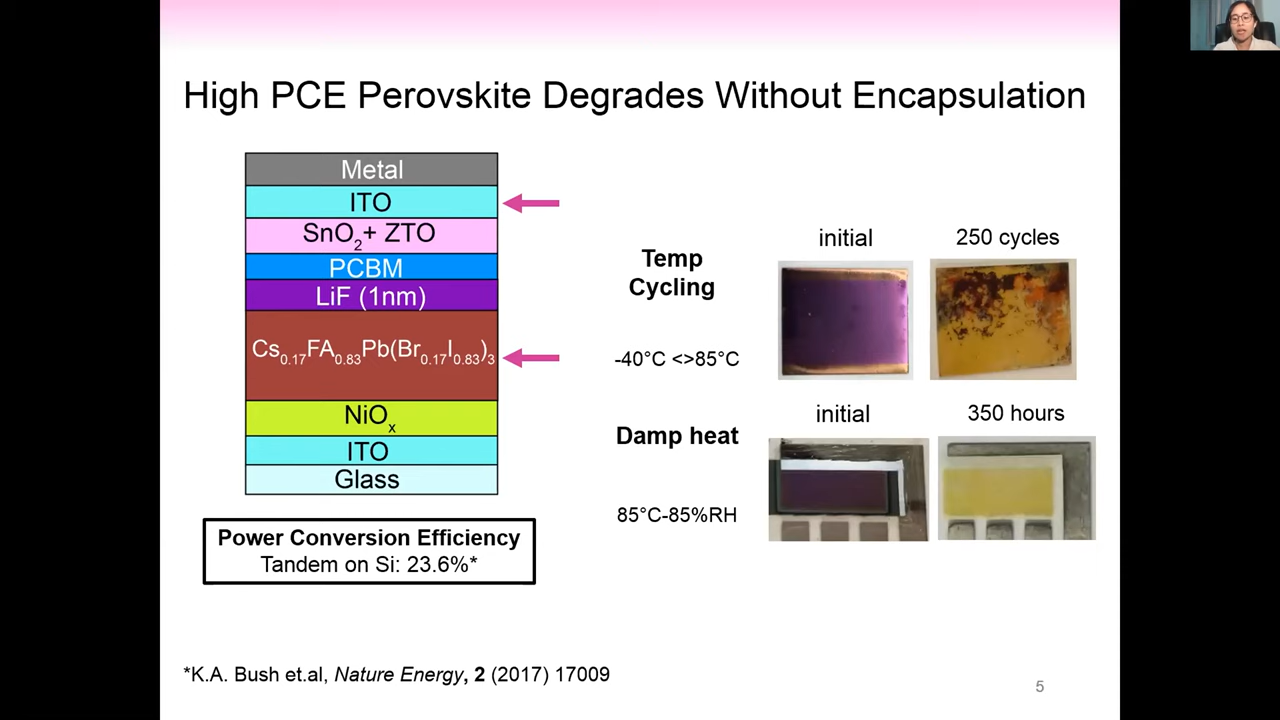 High PCE Perovskite Degrades Without Encapsulation
Metal
ITO
SnO₂+ ZTO
PCBM
LiF (1nm)
Cs₀.₁₇FA₀.₈₃Pb(Br₀.₁₇I₀.₈₃)₃
NiOₓ
ITO
Glass
Power Conversion Efficiency
Tandem on Si: 23.6%*
Temp
Cycling
-40°C <>85°C
initial
250 cycles
Damp heat
85°C-85%RH
initial
350 hours
*K.A. Bush et.al, Nature Energy, 2 (2017) 17009
5